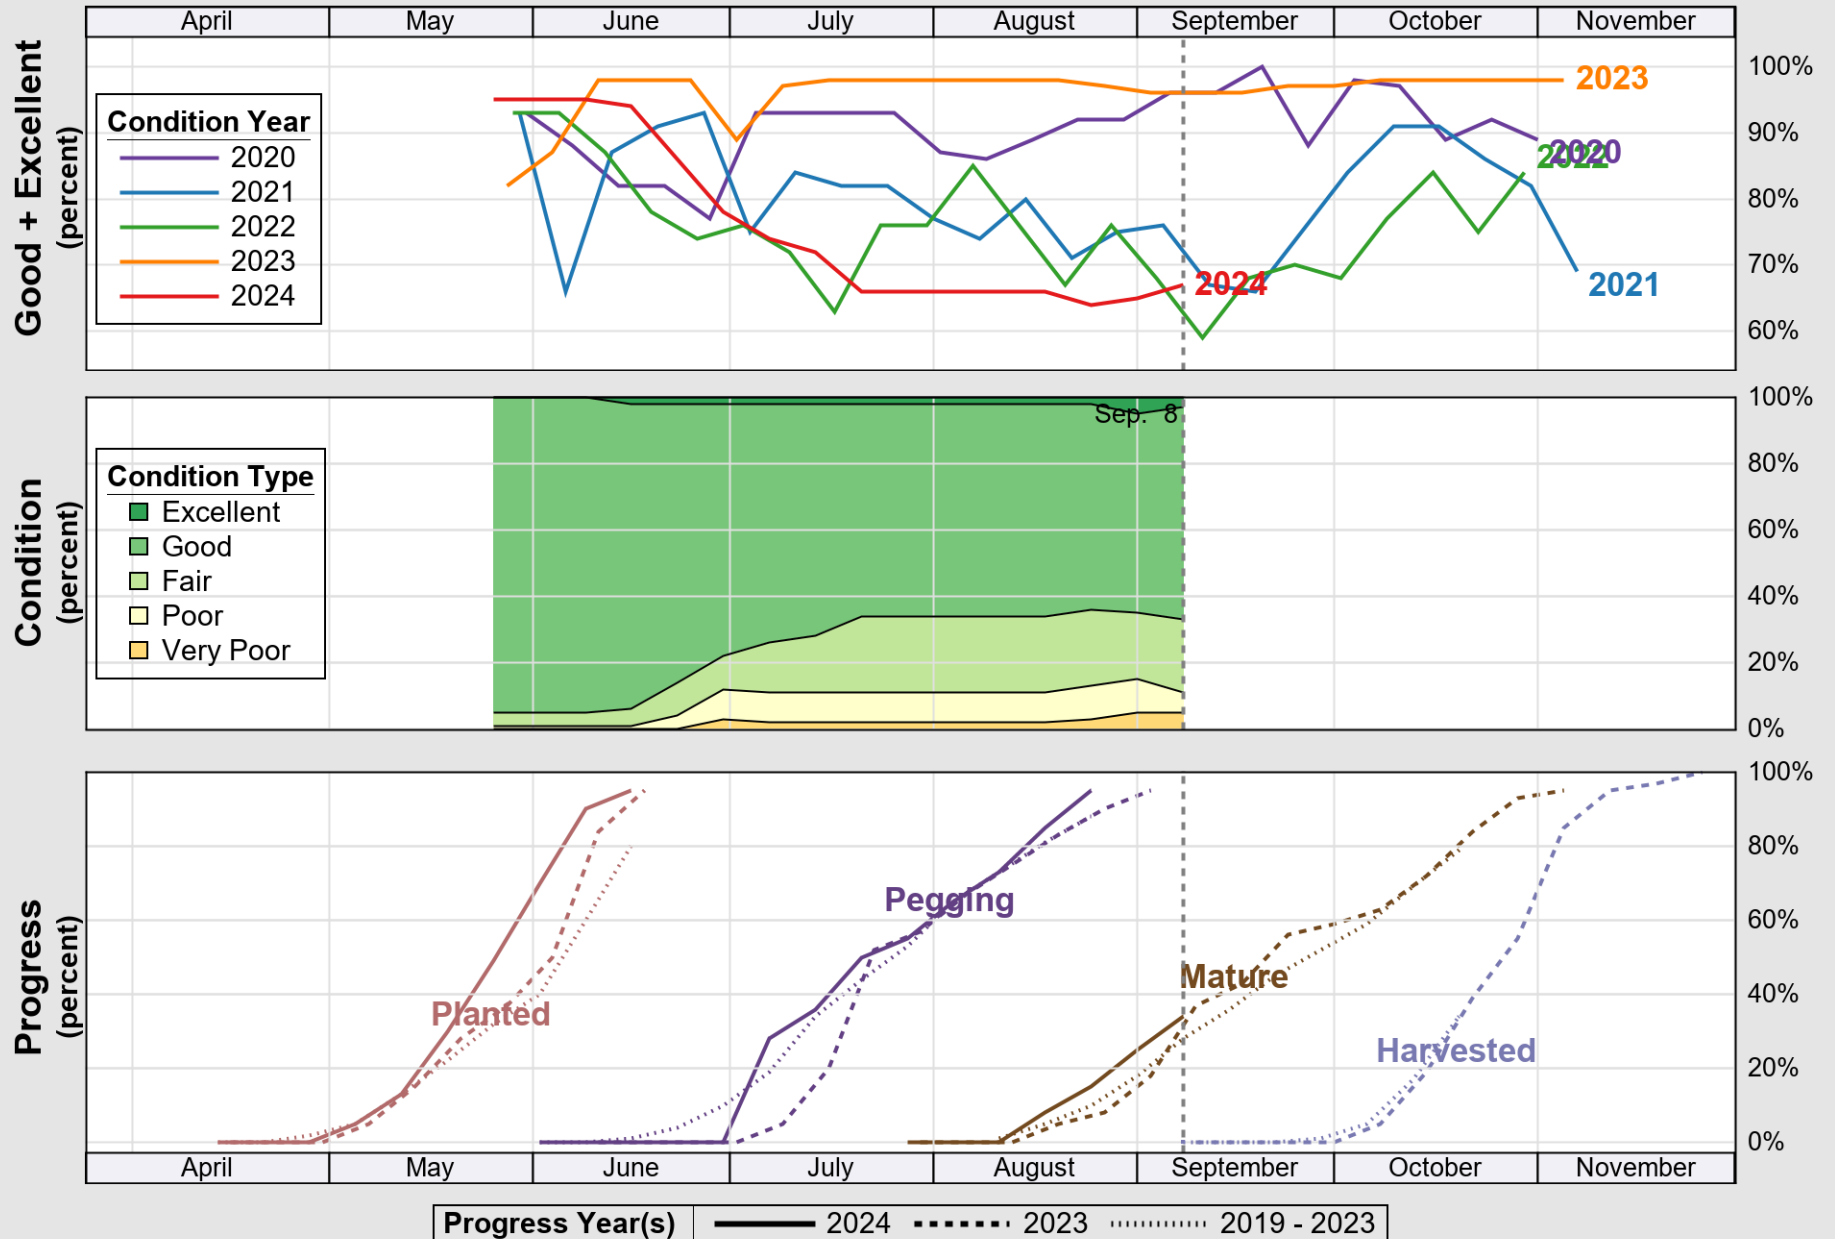 April May June July August September October November
Good + Excellent
(percent)
100%
90%
80%
70%
60%
Condition Year
2020
2021
2022
2023
2024
2023
2022
2020
2024
2021
Condition
(percent)
100%
80%
60%
40%
20%
0%
Sep. 8
Condition Type
Excellent
Good
Fair
Poor
Very Poor
Progress
(percent)
100%
80%
60%
40%
20%
0%
Planted
Pegging
Mature
Harvested
April May June July August September October November
Progress Year(s) 2024 2023 2019 - 2023